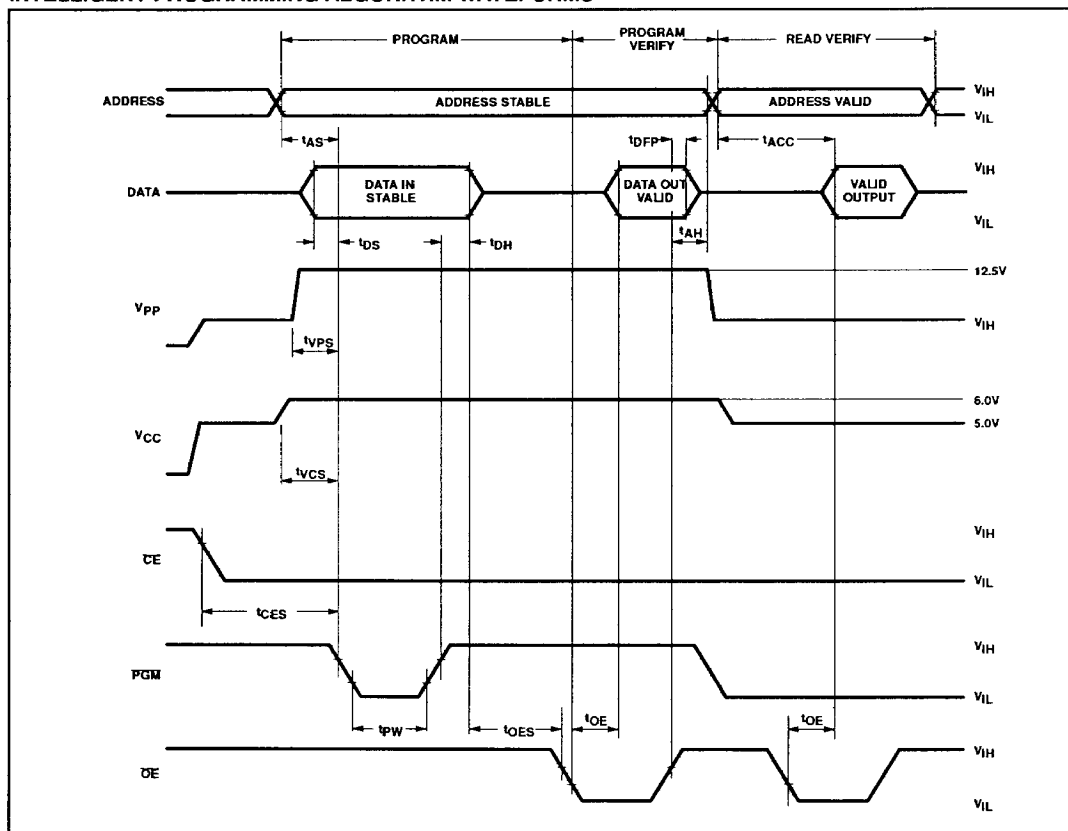 PROGRAM
PROGRAM VERIFY
READ VERIFY
ADDRESS
ADDRESS STABLE
ADDRESS VALID
VIH
VIL
tAS
tDFP
tACC
DATA
DATA IN STABLE
DATA OUT VALID
VALID OUTPUT
VIH
VIL
tDS
tDH
tAH
VPP
12.5V
VIH
tVPS
VCC
6.0V
5.0V
tVCS
CE
VIH
VIL
tCES
PGM
VIH
VIL
tPW
tOES
tOE
tOE
OE
VIH
VIL